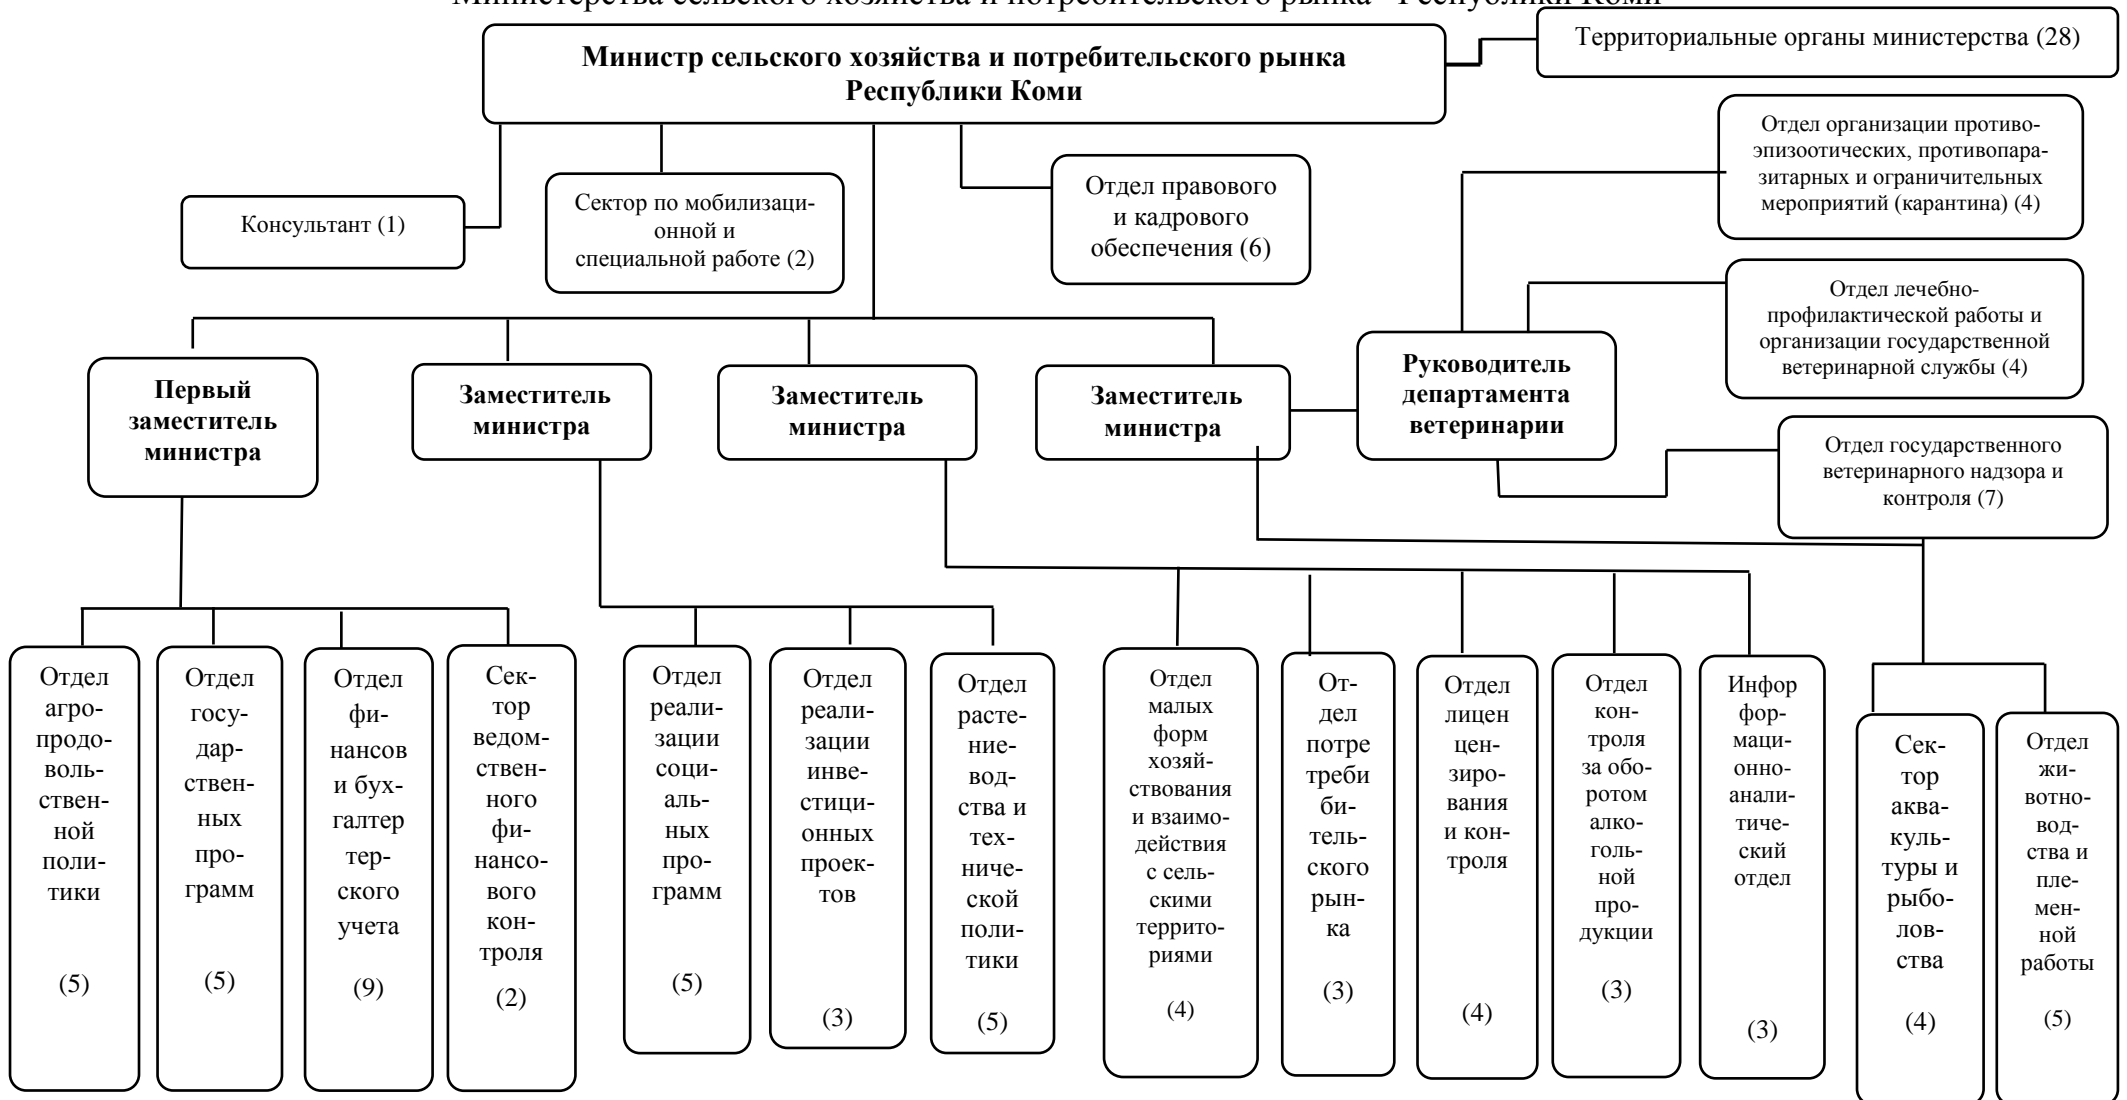 Министерства сельского хозяйства и потребительского рынка Республики Коми
Министр сельского хозяйства и потребительского рынка
Республики Коми
Территориальные органы министерства (28)
Отдел организации противо-
эпизоотических, противопара-
зитарных и ограничительных
мероприятий (карантина) (4)
Консультант (1)
Сектор по мобилизаци-
онной и
специальной работе (2)
Отдел правового
и кадрового
обеспечения (6)
Отдел лечебно-
профилактической работы и
организации государственной
ветеринарной службы (4)
Первый
заместитель
министра
Заместитель
министра
Заместитель
министра
Заместитель
министра
Руководитель
департамента
ветеринарии
Отдел государственного
ветеринарного надзора и
контроля (7)
Отдел
агро-
продо-
воль-
ствен-
ной
поли-
тики
(5)
Отдел
госу-
дар-
ствен-
ных
про-
грамм
(5)
Отдел
фи-
нансов
и бух-
галтер
тер-
ского
учета
(9)
Сек-
тор
ведом-
ствен-
ного
фи-
нансо-
вого
кон-
троля
(2)
Отдел
реали-
зации
соци-
аль-
ных
про-
грамм
(5)
Отдел
реали-
зации
инве-
стици-
онных
проек-
тов
(3)
Отдел
расте-
ние-
вод-
ства и
тех-
ниче-
ской
поли-
тики
(5)
Отдел
малых
форм
хозяй-
ствования
и взаимо-
действия
с сель-
скими
террито-
риями
(4)
От-
дел
потре
треби
би-
тель-
ского
рын-
ка
(3)
Отдел
лицен
цен-
зиро-
вания
и кон-
троля
(4)
Отдел
кон-
троля
за обо-
ротом
алко-
голь-
ной
про-
дукции
(3)
Инфор
фор-
маци-
онно-
анали-
тиче-
ский
отдел
(3)
Сек-
тор
аква-
куль-
туры и
рыбо-
лов-
ства
(4)
Отдел
жи-
вотно-
вод-
ства и
пле-
мен-
ной
работы
(5)